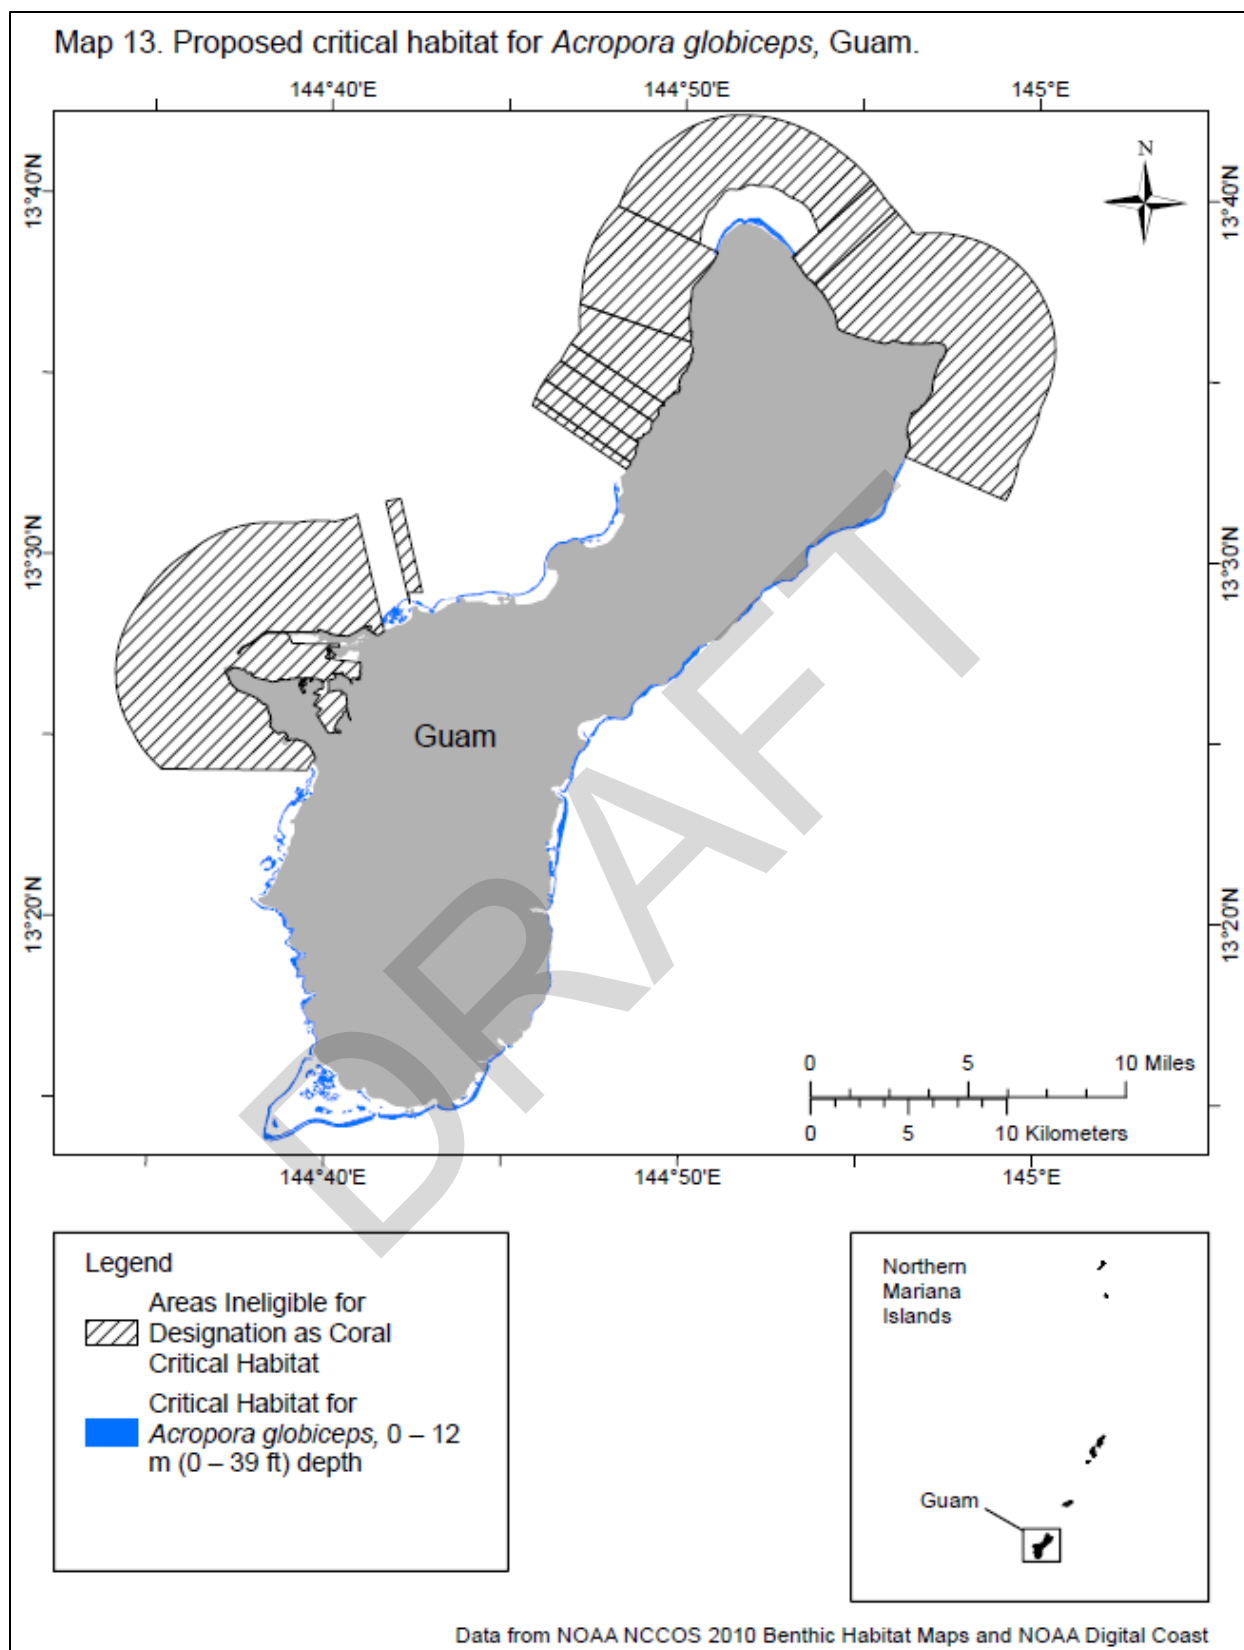 Map 13. Proposed critical habitat for Acropora globiceps, Guam.
144°40'E
144°50'E
145°E
N
13°40'N
13°40'N
13°30'N
13°30'N
Guam
13°20'N
13°20'N
DRAFT
0
5
10 Miles
0
5
10 Kilometers
144°40'E
144°50'E
145°E
Legend
Areas Ineligible for
Designation as Coral
Critical Habitat
Critical Habitat for
Acropora globiceps, 0 – 12
m (0 – 39 ft) depth
Northern
Mariana
Islands
Guam
Data from NOAA NCCOS 2010 Benthic Habitat Maps and NOAA Digital Coast